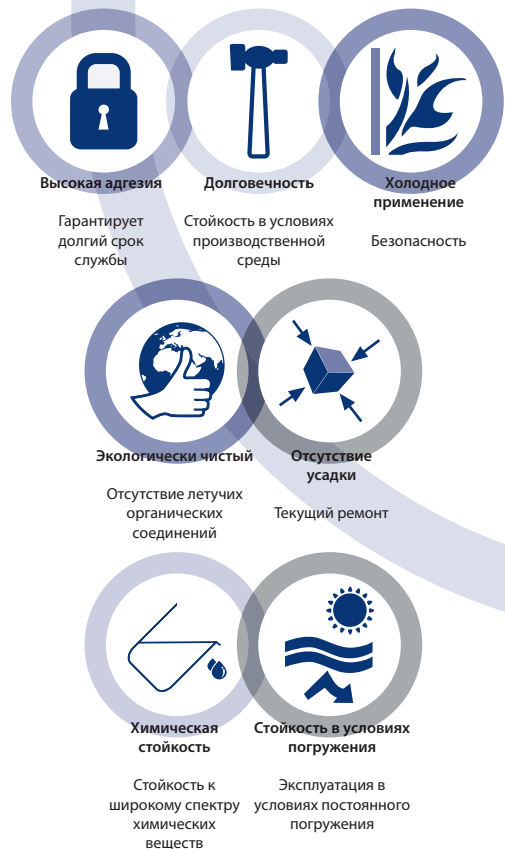 Высокая адгезия
Гарантирует
долгий срок
службы
Долговечность
Стойкость в условиях
производственной
среды
Холодное
применение
Безопасность
Экологически чистый
Отсутствие летучих
органических
соединений
Отсутствие
усадки
Текущий ремонт
Химическая
стойкость
Стойкость к
широкому спектру
химических
веществ
Стойкость в условиях
погружения
Эксплуатация в
условиях постоянного
погружения